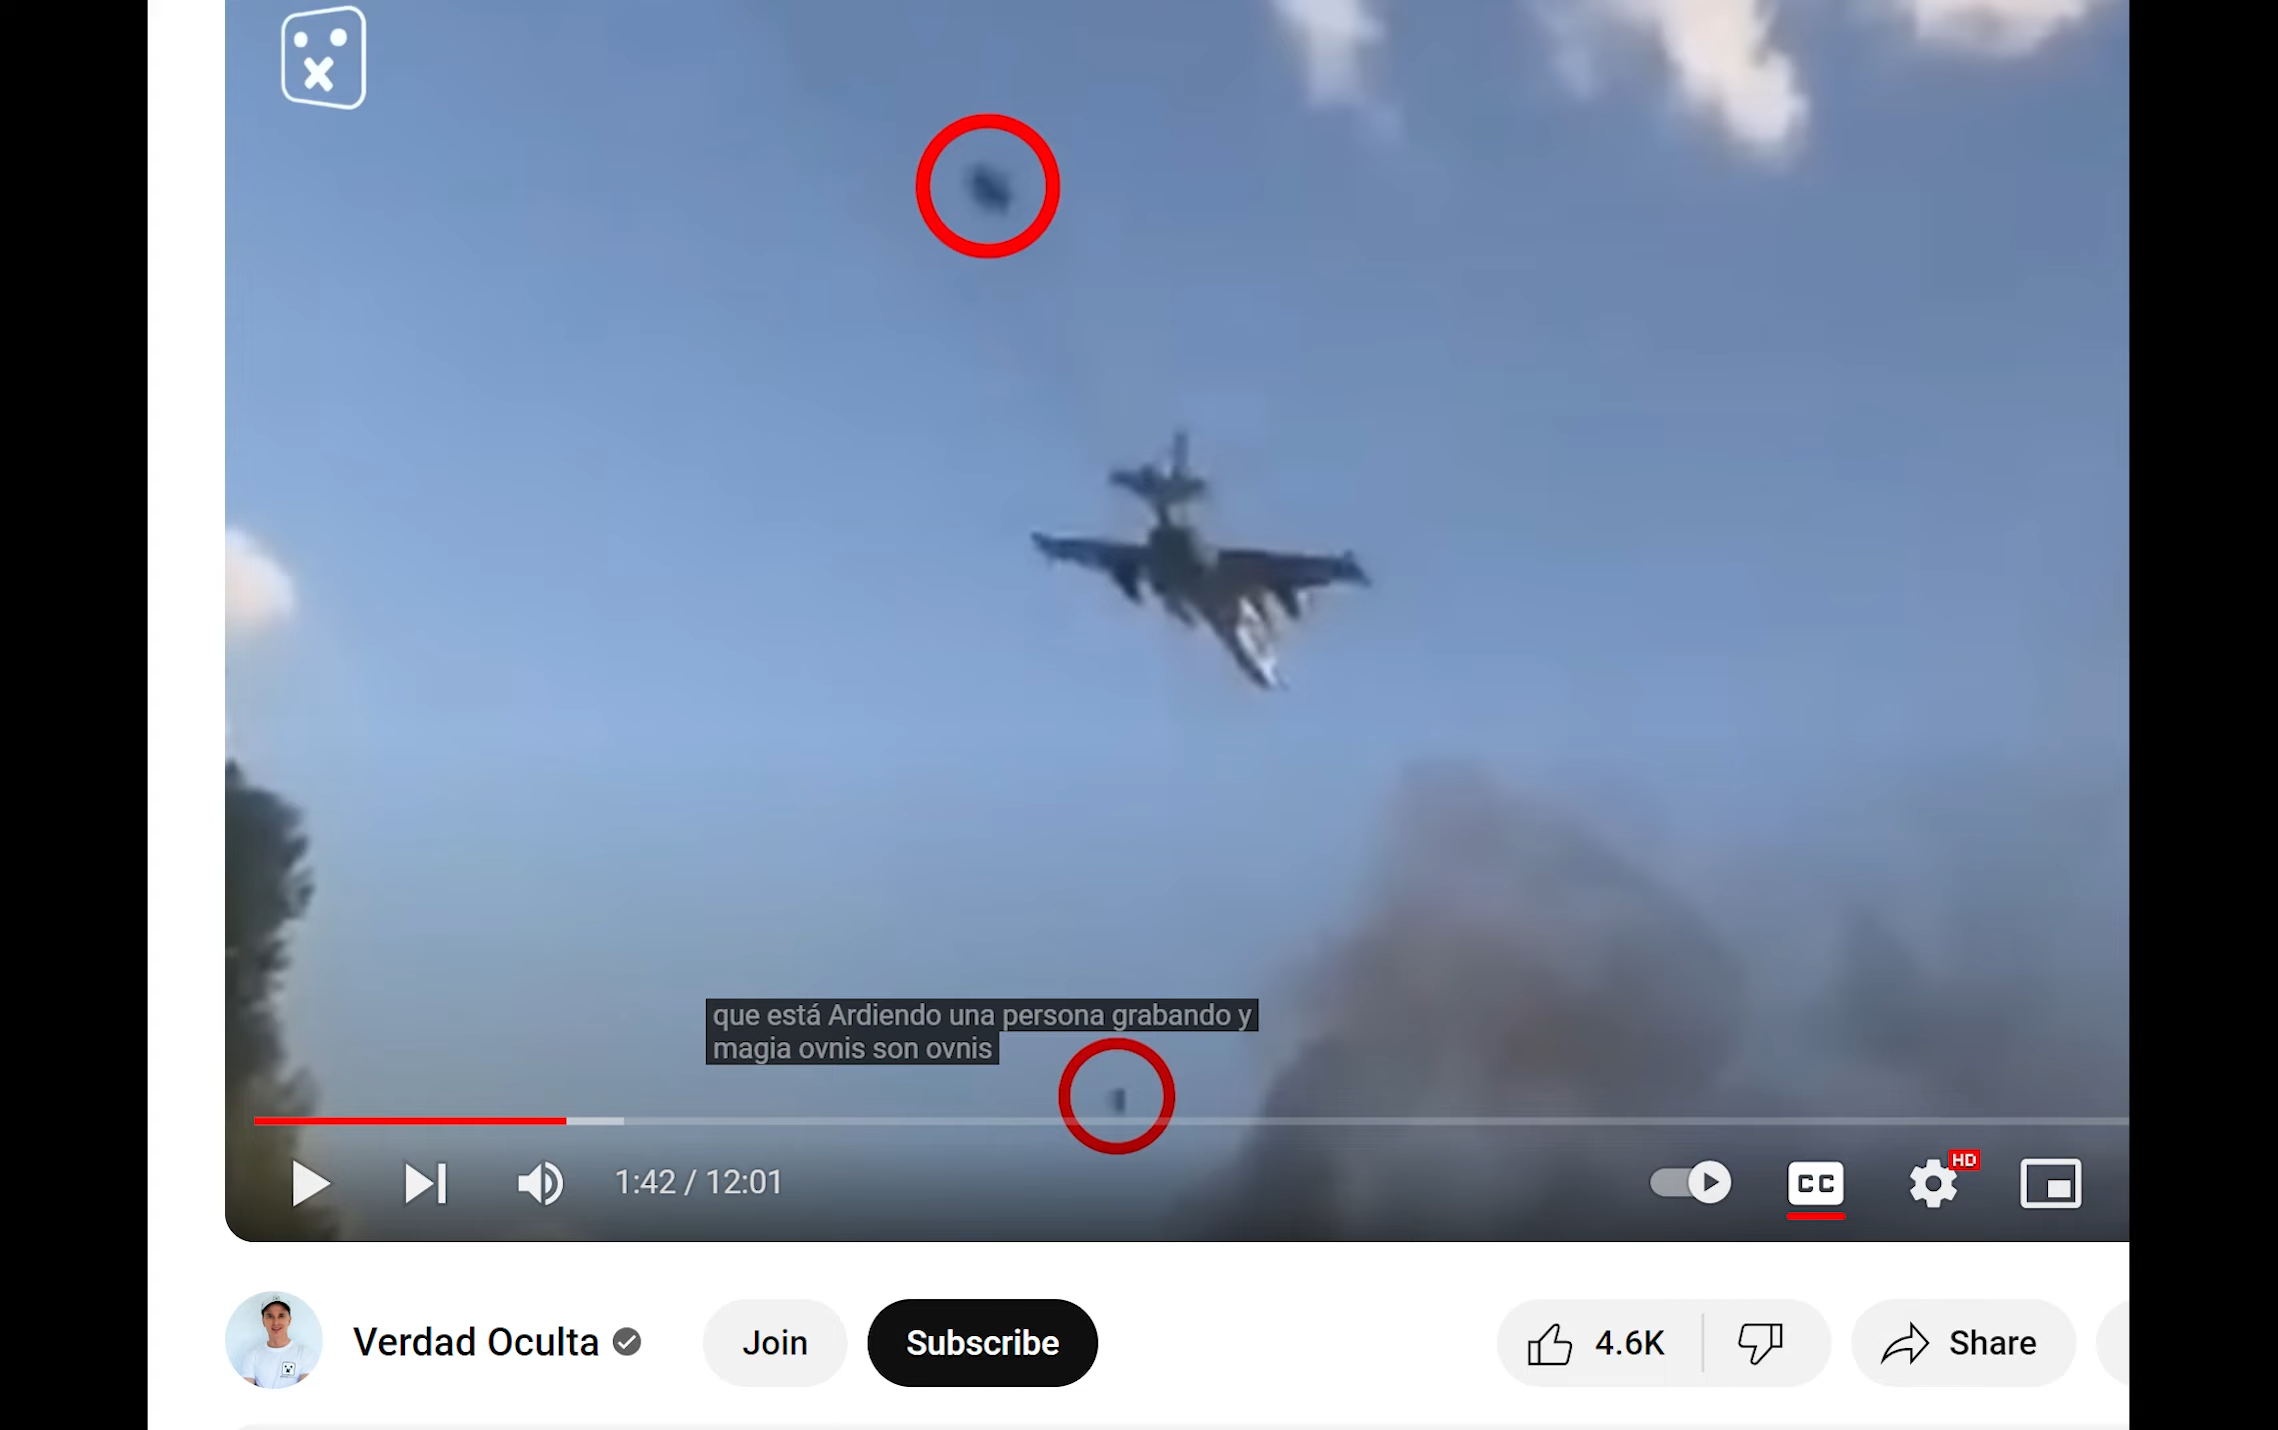 que está Ardiendo una persona grabando y
magia ovnis son ovnis
1:42 / 12:01
CC
HD
Verdad Oculta
Join
Subscribe
4.6K
Share